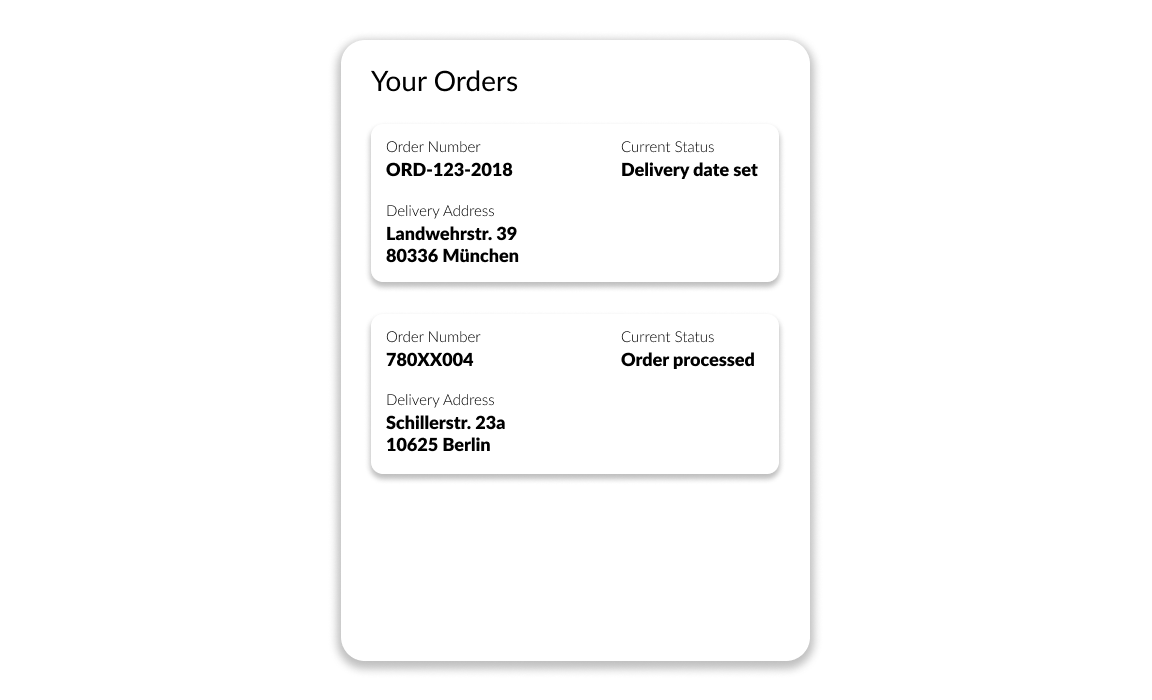 Your Orders
Order Number
ORD-123-2018
Current Status
Delivery date set
Delivery Address
Landwehrstr. 39
80336 München
Order Number
780XX004
Current Status
Order processed
Delivery Address
Schillerstr. 23a
10625 Berlin